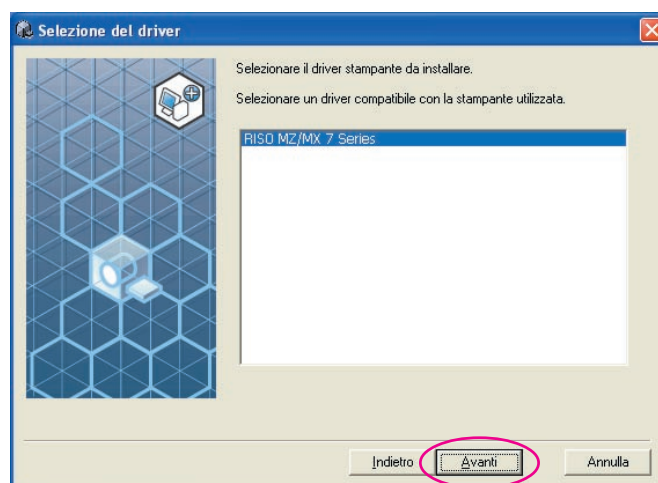 Selezione del driver
Selezionare il driver stampante da installare.
Selezionare un driver compatibile con la stampante utilizzata.
RISO MZ/MX 7 Series
Indietro Avanti Annulla